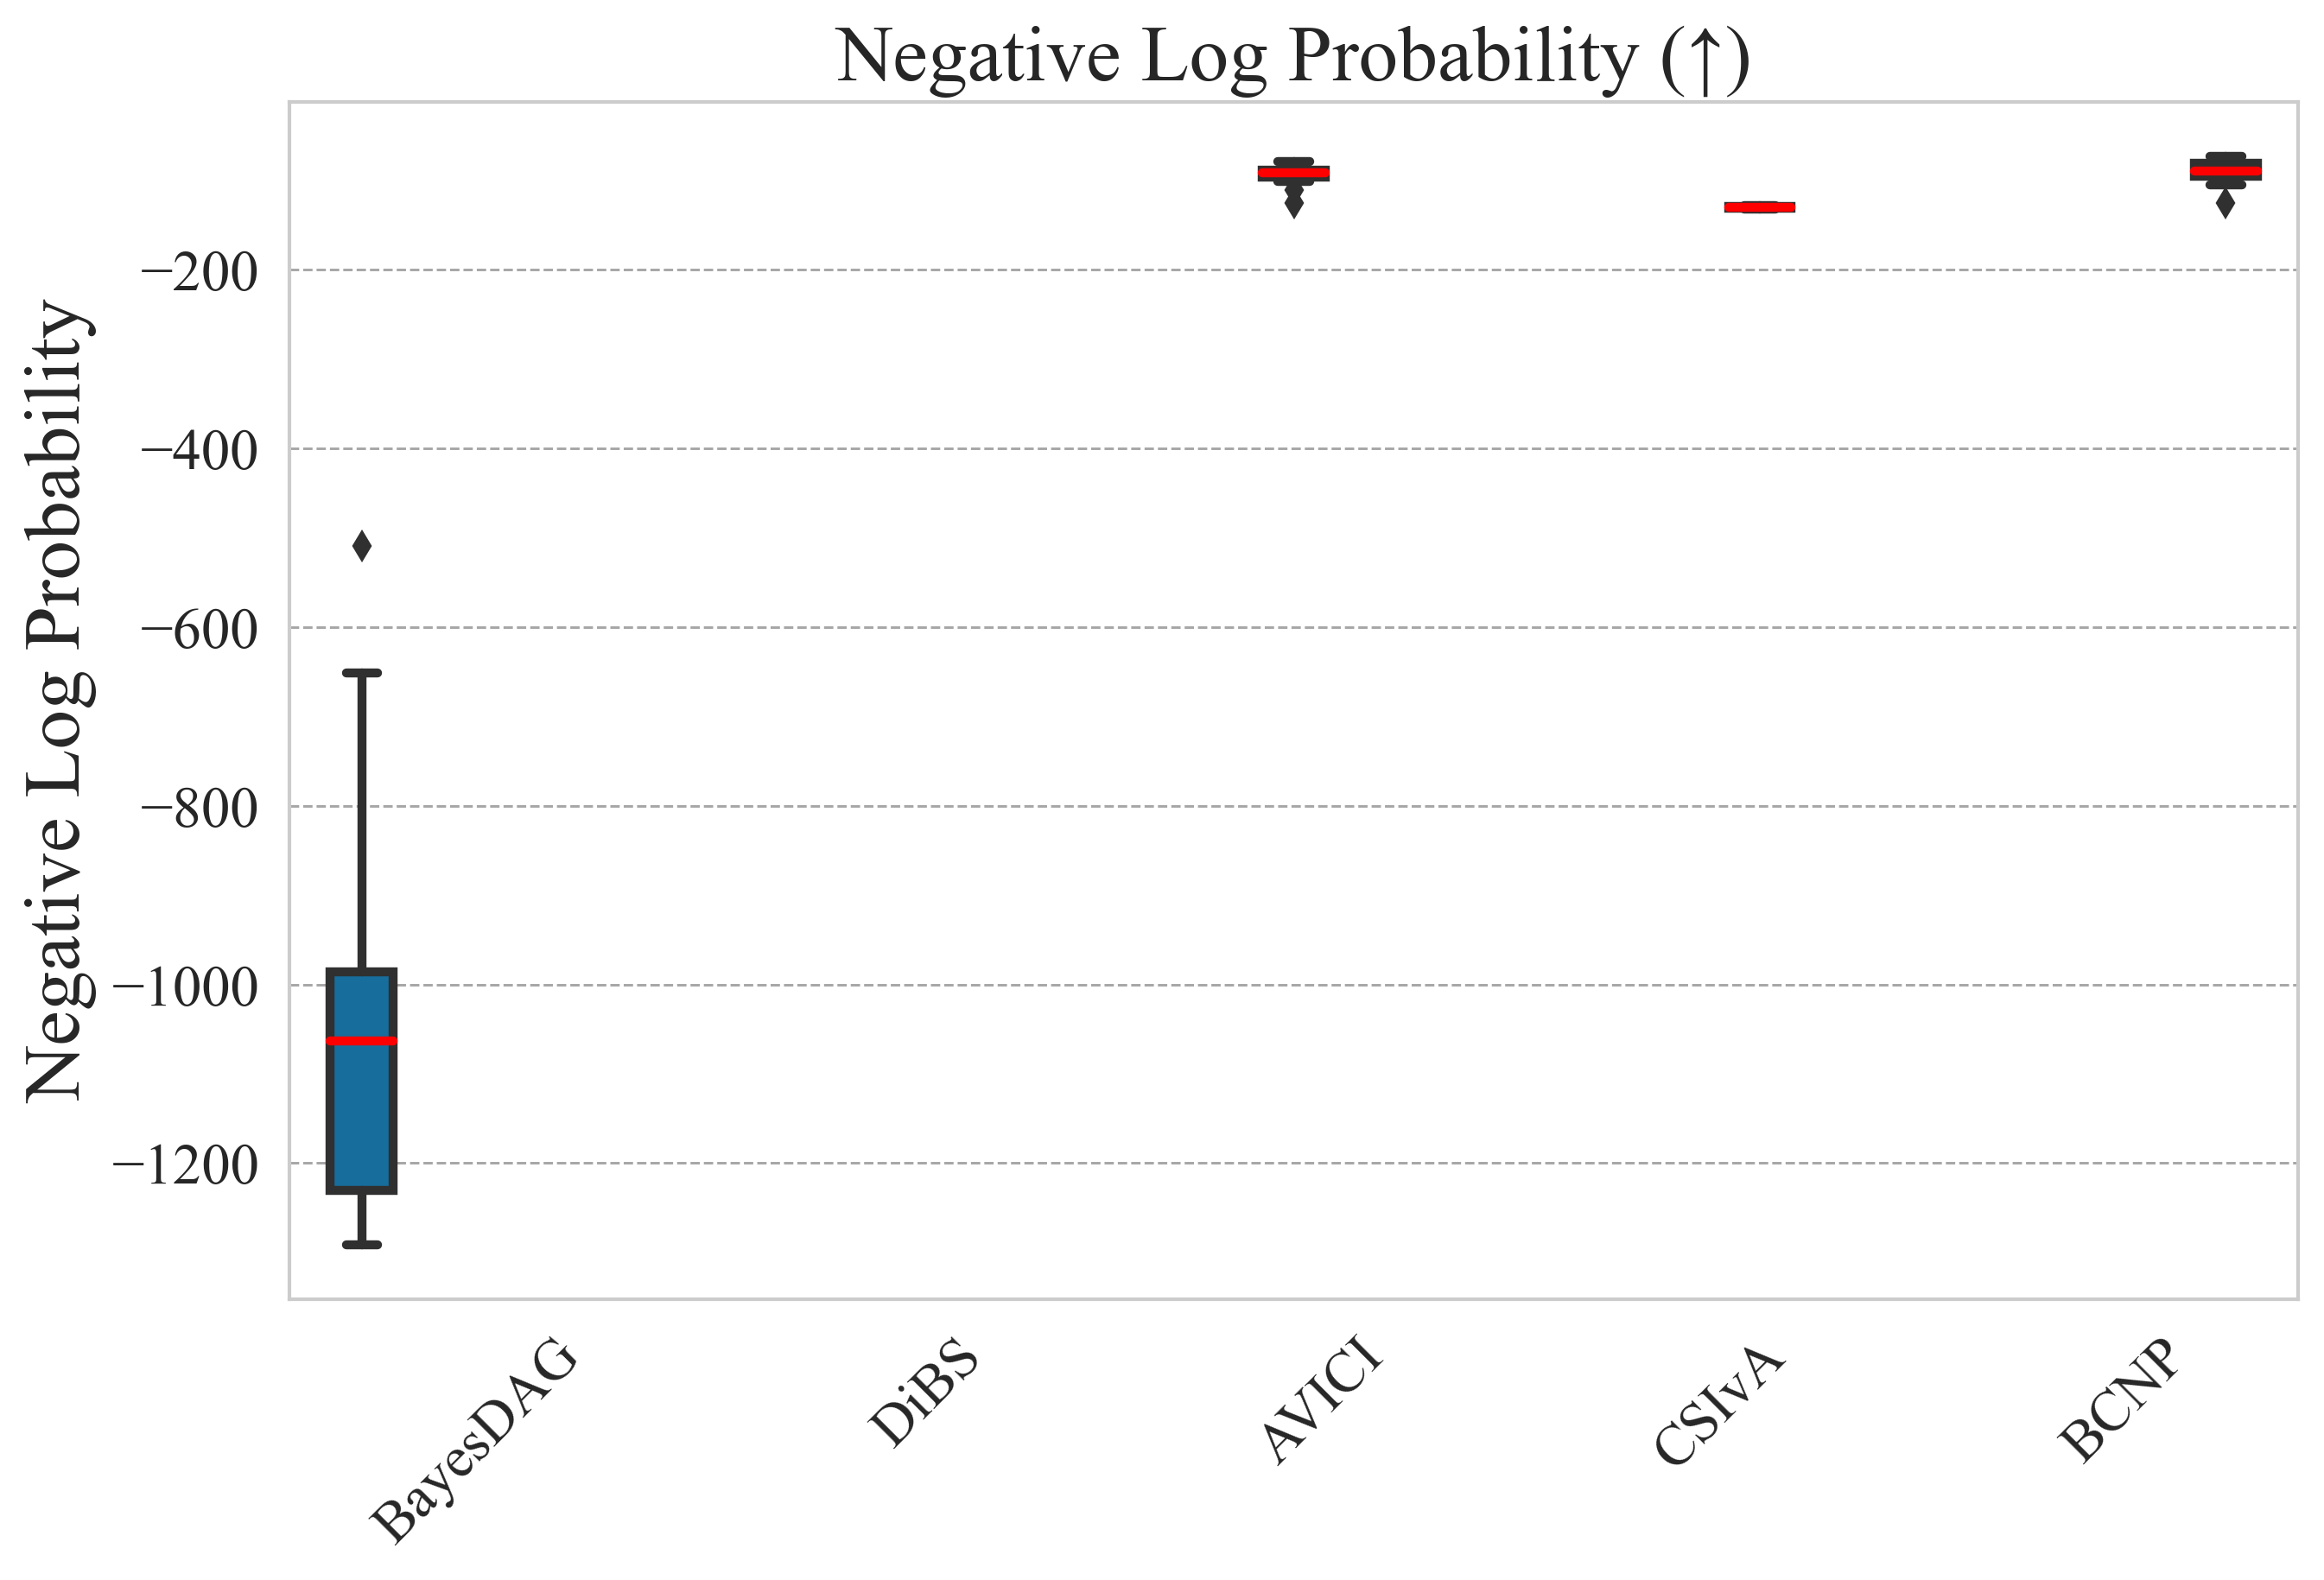 Negative Log Probability (↑)
Negative Log Probability
−200
−400
−600
−800
−1000
−1200
BayesDAG
DiBS
AVICI
CSIvA
BCNP